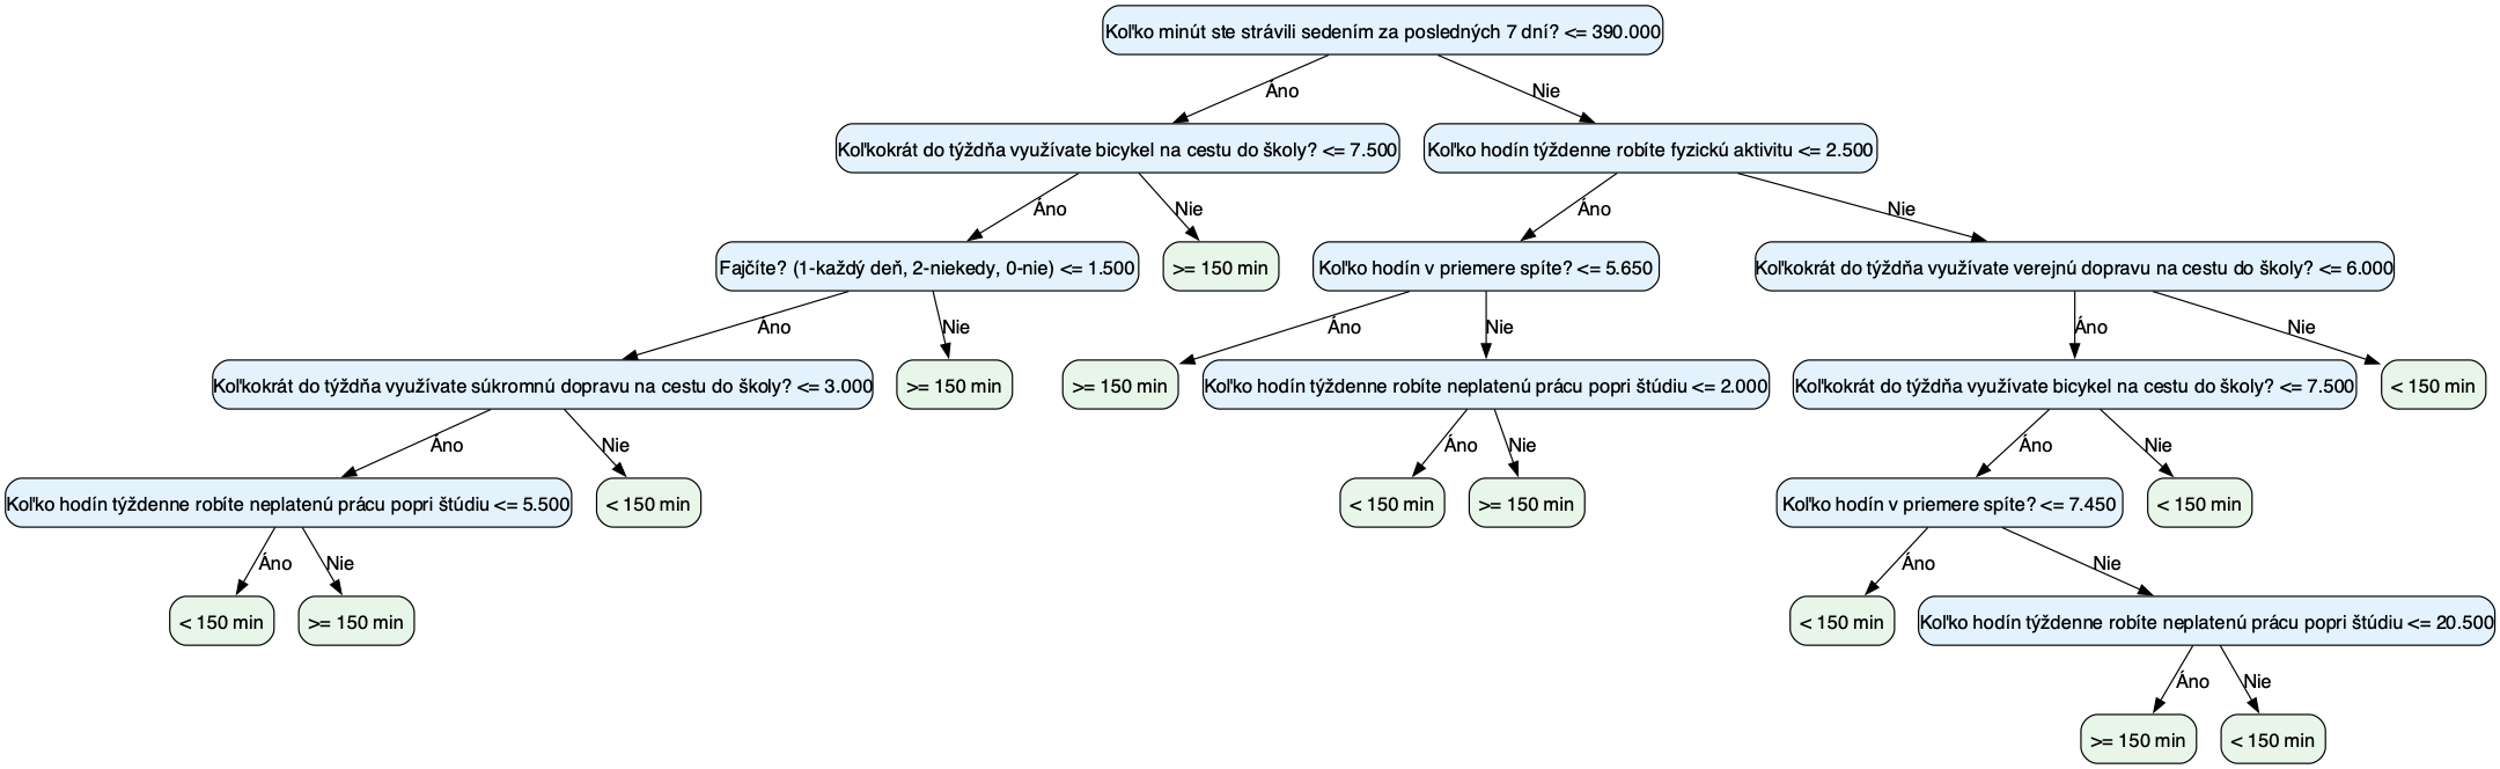 Koľko minút ste strávili sedením za posledných 7 dní? <= 390.000
Áno
Nie
Koľkokrát do týždňa využívate bicykel na cestu do školy? <= 7.500
Koľko hodín týždenne robíte fyzickú aktivitu <= 2.500
Áno
Nie
Áno
Nie
Fajčíte? (1-každý deň, 2-niekedy, 0-nie) <= 1.500
>= 150 min
Koľko hodín v priemere spíte? <= 5.650
Koľkokrát do týždňa využívate verejnú dopravu na cestu do školy? <= 6.000
Áno
Nie
Áno
Nie
Áno
Nie
Koľkokrát do týždňa využívate súkromnú dopravu na cestu do školy? <= 3.000
>= 150 min
>= 150 min
Koľko hodín týždenne robíte neplatenú prácu popri štúdiu <= 2.000
Koľkokrát do týždňa využívate bicykel na cestu do školy? <= 7.500
< 150 min
Áno
Nie
Áno
Nie
Áno
Nie
Koľko hodín týždenne robíte neplatenú prácu popri štúdiu <= 5.500
< 150 min
< 150 min
>= 150 min
Koľko hodín v priemere spíte? <= 7.450
< 150 min
Áno
Nie
Áno
Nie
< 150 min
>= 150 min
< 150 min
Koľko hodín týždenne robíte neplatenú prácu popri štúdiu <= 20.500
Áno
Nie
>= 150 min
< 150 min